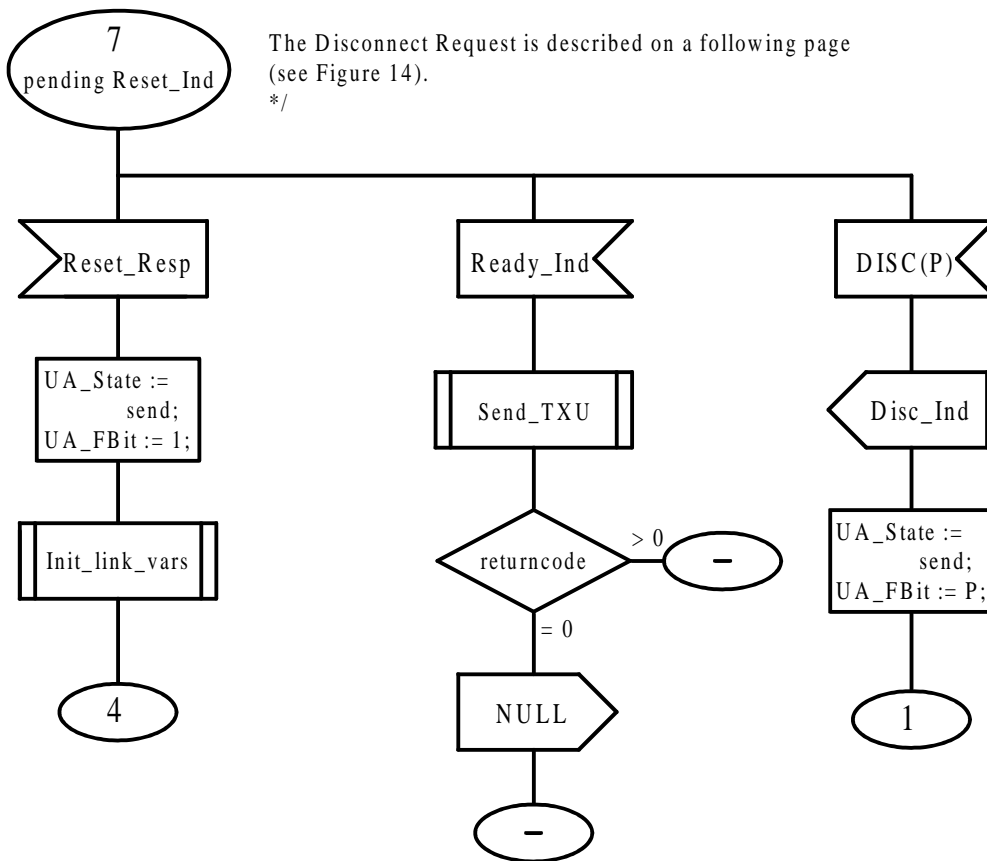 7
pending Reset_Ind
The Disconnect Request is described on a following page
(see Figure 14).
*/
Reset_Resp
Ready_Ind
DISC(P)
UA_State :=
send;
UA_FBit := 1;
Send_TXU
Disc_Ind
Init_link_vars
returncode
> 0
–
= 0
UA_State :=
send;
UA_FBit := P;
4
NULL
1
–